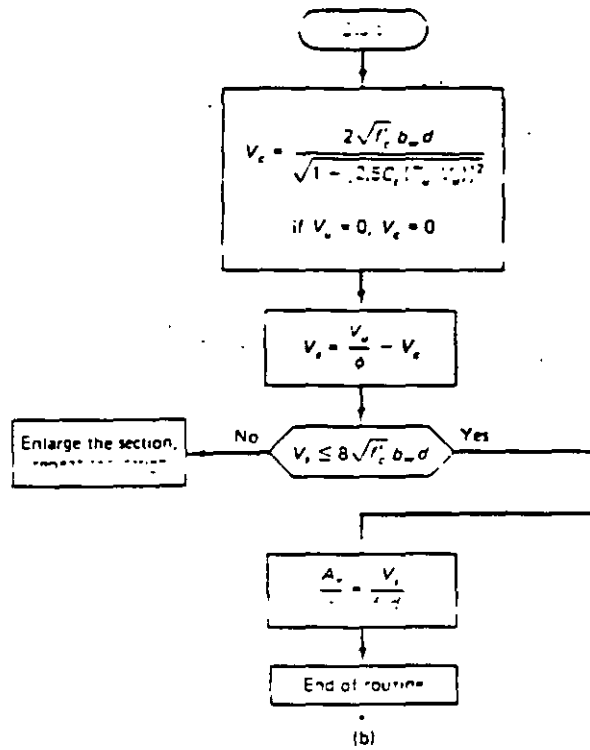 V_c = 2√f'_c b_w d / √1
if V_u = 0, V_c = 0
V_s = V_u / φ − V_c
No
V_s ≤ 8√f'_c b_w d
Yes
Enlarge the section,
A_v = V_s
End of routine
(b)